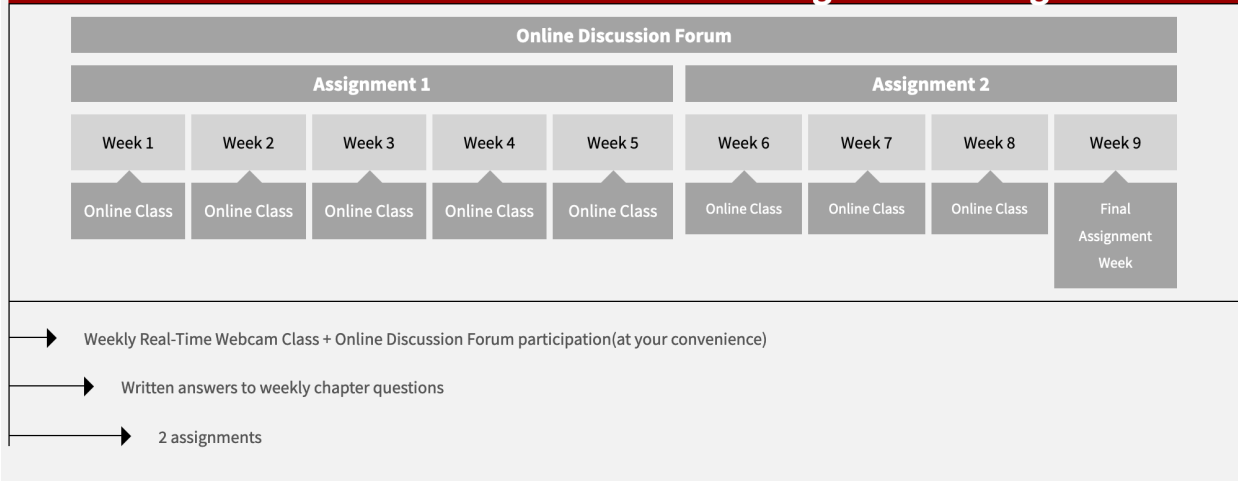 Online Discussion Forum
Assignment 1
Assignment 2
Week 1
Week 2
Week 3
Week 4
Week 5
Week 6
Week 7
Week 8
Week 9
Online Class
Online Class
Online Class
Online Class
Online Class
Online Class
Online Class
Online Class
Final
Assignment
Week
Weekly Real-Time Webcam Class + Online Discussion Forum participation(at your convenience)
Written answers to weekly chapter questions
2 assignments